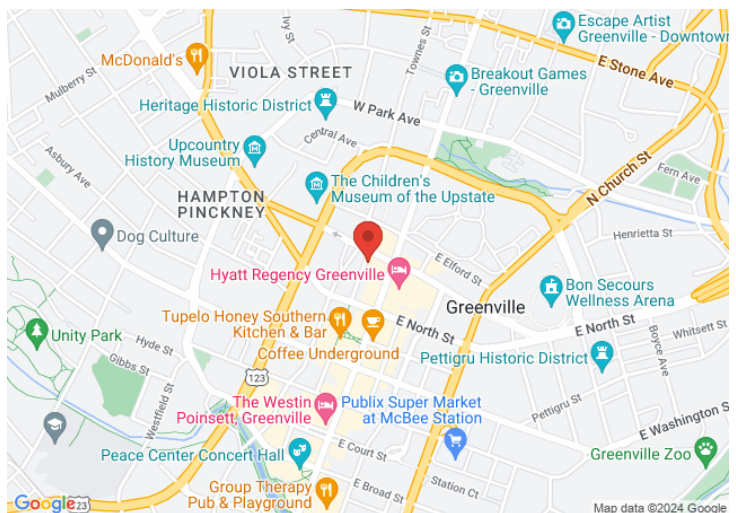 Escape Artist
Greenville - Downtown
Ivy St
Townes St
McDonald's
E Stone Ave
VIOLA STREET
Breakout Games
- Greenville
Mulberry St
Heritage Historic District
W Park Ave
Central Ave
Upcountry
History Museum
Asbury Ave
N Church St
Fern Ave
The Children's
Museum of the Upstate
HAMPTON
PINCKNEY
Henrietta St
Dog Culture
Hyatt Regency Greenville
E Elford St
Bon Secours
Wellness Arena
Greenville
Tupelo Honey Southern
Kitchen & Bar
E North St
E North St
Unity Park
Hyde St
Coffee Underground
Boyce Ave
Whitsett St
Gibbs St
Pettigru Historic District
123
Westfield St
The Westin
Poinsett, Greenville
Publix Super Market
at McBee Station
Pettigru St
E Washington S
E Court St
Peace Center Concert Hall
Greenville Zoo
Station Ct
Group Therapy
Pub & Playground
E Broad St
Google
23
Map data ©2024 Google